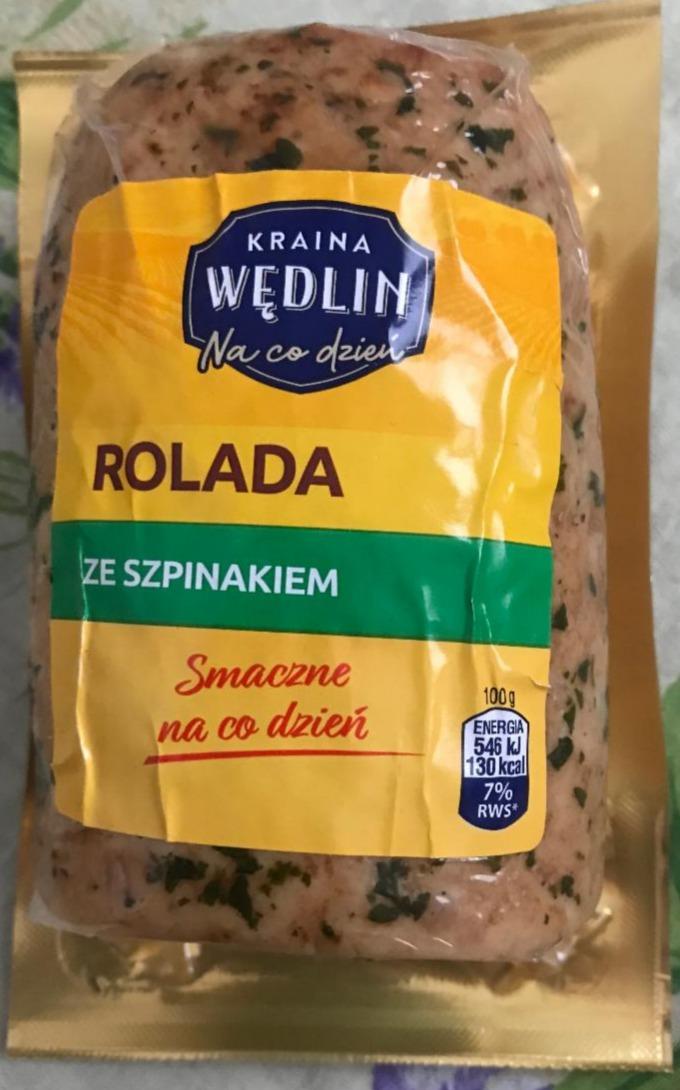 KRAINA
WĘDLIN
Na co dzień
ROLADA
ZE SZPINAKIEM
Smaczne
na co dzień
100 g
ENERGIA
546 kJ
130 kcal
7%
RWS*